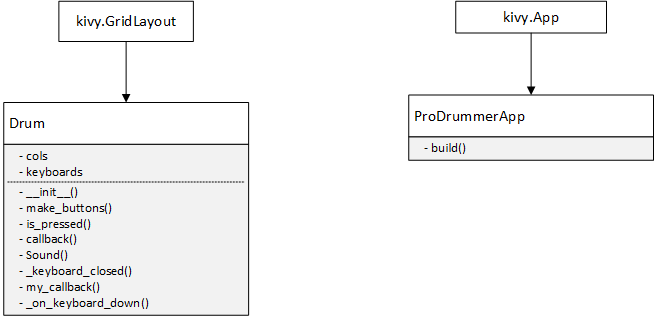 kivy.GridLayout
Drum
- cols
- keyboards
- __init__()
- make_buttons()
- is_pressed()
- callback()
- Sound()
- _keyboard_closed()
- my_callback()
- _on_keyboard_down()
kivy.App
ProDrummerApp
- build()